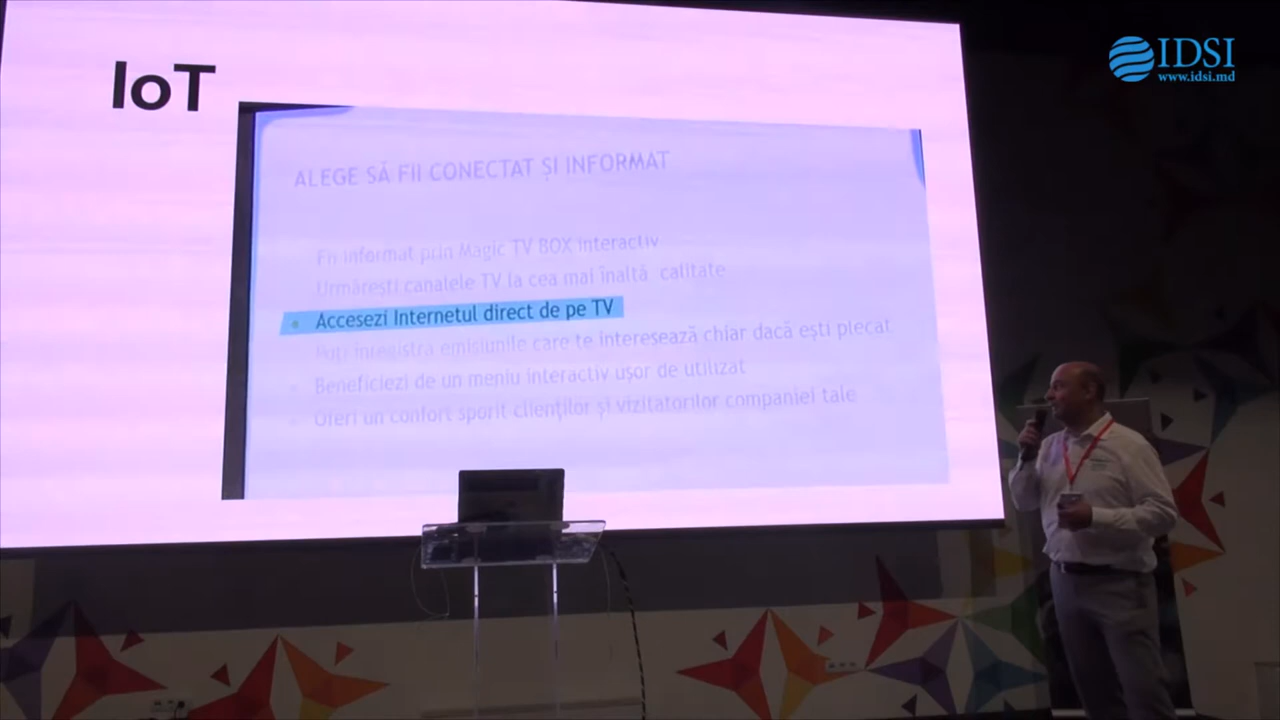 IDSI
www.idsi.md
IoT
ALEGE SĂ FII CONECTAT ȘI INFORMAT
Fii informat prin Magic TV BOX interactiv
Urmărești canalele TV la cea mai înaltă calitate
Accesezi Internetul direct de pe TV
Poți înregistra emisiunile care te interesează chiar dacă ești plecat
Beneficiezi de un meniu interactiv ușor de utilizat
Oferi un confort sporit clienților și vizitatorilor companiei tale